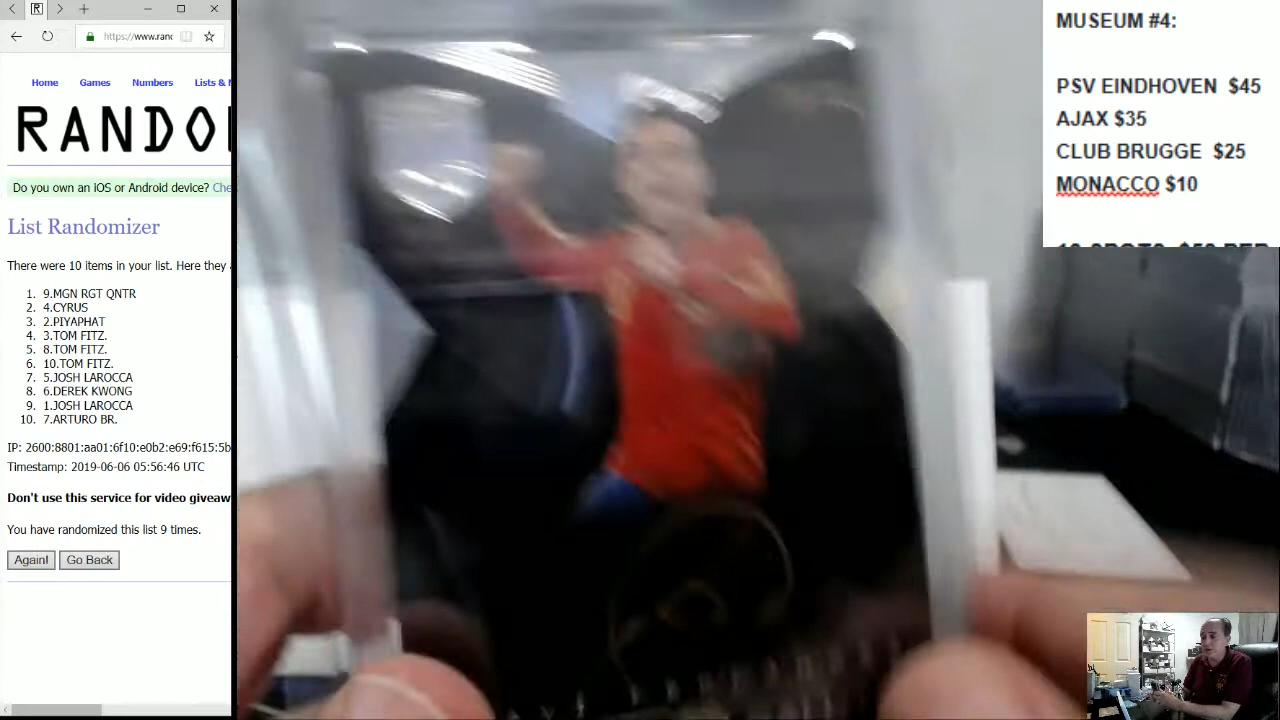 https://www.ranc
Home Games Numbers Lists &
RANDO
Do you own an iOS or Android device? Che
List Randomizer
There were 10 items in your list. Here they
1. 9.MGN RGT QNTR
2. 4.CYRUS
3. 2.PIYAPHAT
4. 3.TOM FITZ.
5. 8.TOM FITZ.
6. 10.TOM FITZ.
7. 5.JOSH LAROCCA
8. 6.DEREK KWONG
9. 1.JOSH LAROCCA
10. 7.ARTURO BR.
IP: 2600:8801:aa01:6f10:e0b2:e69:f615:5b
Timestamp: 2019-06-06 05:56:46 UTC
Don't use this service for video giveaw
You have randomized this list 9 times.
Again! Go Back
MUSEUM #4:
PSV EINDHOVEN $45
AJAX $35
CLUB BRUGGE $25
MONACCO $10